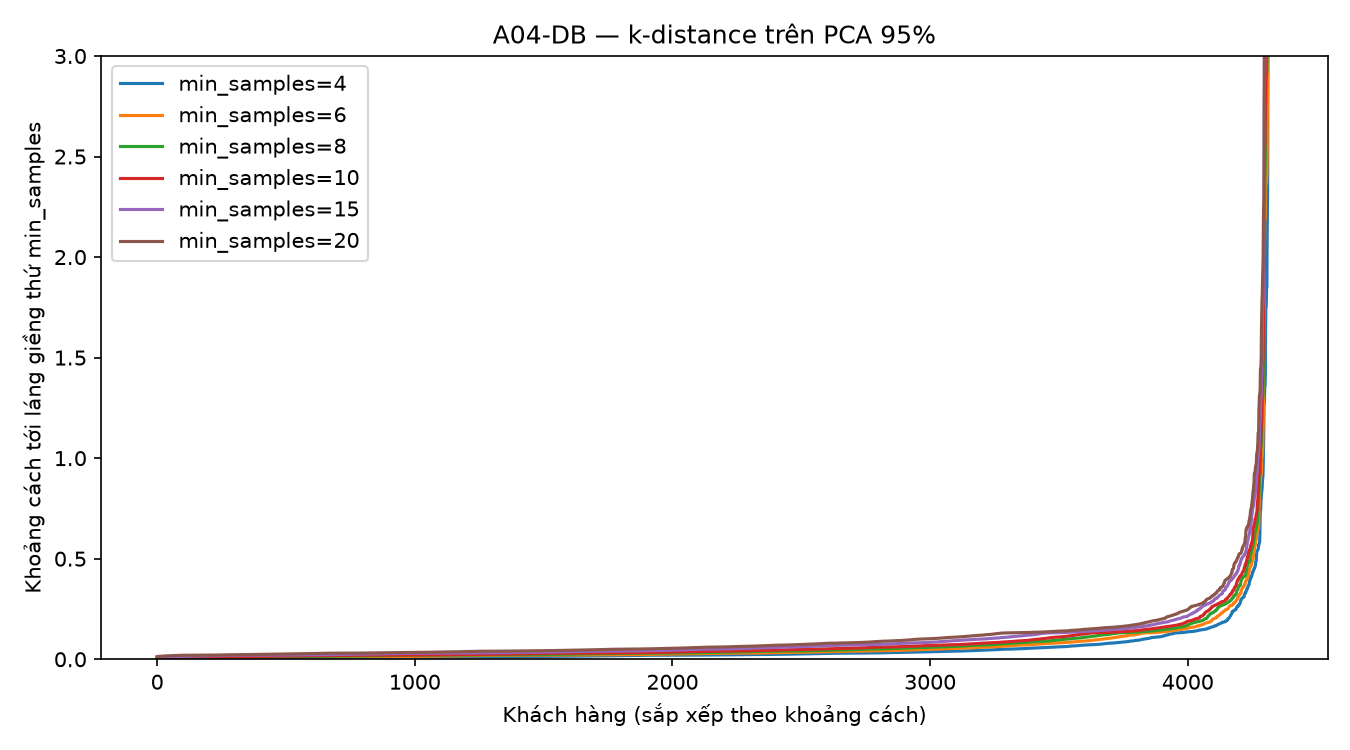 A04-DB — k-distance trên PCA 95%
3.0
2.5
2.0
1.5
1.0
0.5
0.0
Khoảng cách tới láng giềng thứ min_samples
min_samples=4
min_samples=6
min_samples=8
min_samples=10
min_samples=15
min_samples=20
0
1000
2000
3000
4000
Khách hàng (sắp xếp theo khoảng cách)